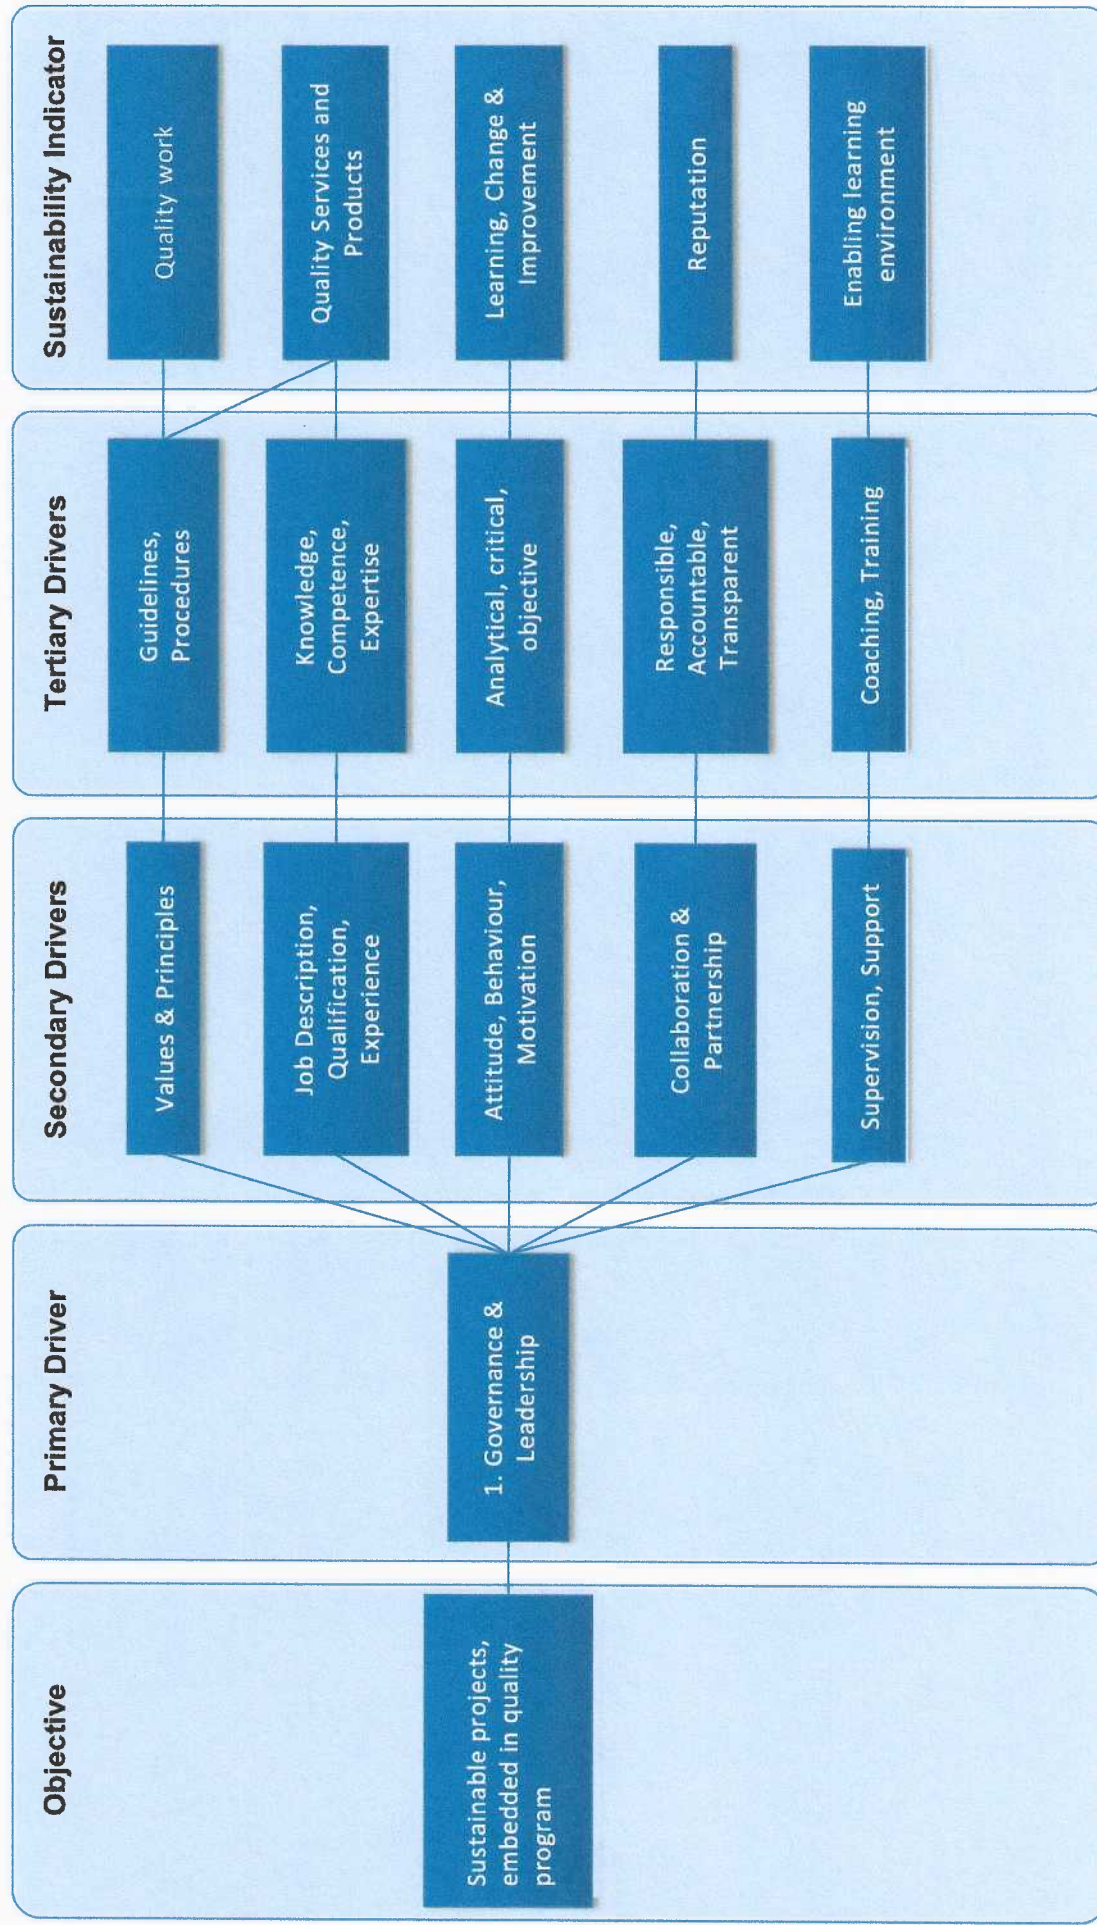 Objective
Sustainable projects,
embedded in quality
program
Primary Driver
1. Governance &
Leadership
Secondary Drivers
Values & Principles
Job Description,
Qualification,
Experience
Attitude, Behaviour,
Motivation
Collaboration &
Partnership
Supervision, Support
Tertiary Drivers
Guidelines,
Procedures
Knowledge,
Competence,
Expertise
Analytical, critical,
objective
Responsible,
Accountable,
Transparent
Coaching, Training
Sustainability Indicator
Quality work
Quality Services and
Products
Learning, Change &
Improvement
Reputation
Enabling learning
environment